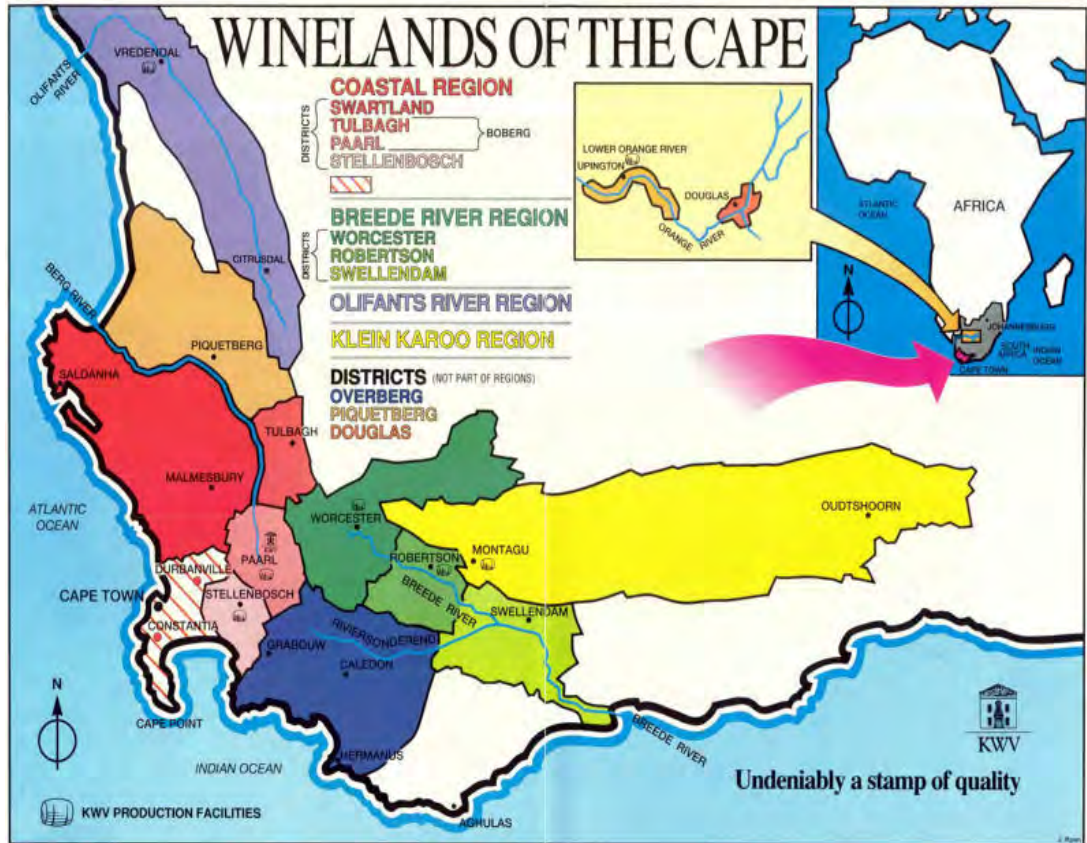 WINELANDS OF THE CAPE
COASTAL REGION
DISTRICTS
SWARTLAND
TULBAGH
PAARL
BOBERG
STELLENBOSCH
BREEDE RIVER REGION
DISTRICTS
WORCESTER
ROBERTSON
SWELLENDAM
OLIFANTS RIVER REGION
KLEIN KAROO REGION
DISTRICTS (NOT PART OF REGIONS)
OVERBERG
PIQUETBERG
DOUGLAS
LOWER ORANGE RIVER
UPINGTON
DOUGLAS
ORANGE RIVER
ATLANTIC
OCEAN
AFRICA
N
JOHANNESBURG
SOUTH
AFRICA
INDIAN
OCEAN
CAPE TOWN
OLIFANTS
RIVER
VREDENDAL
CITRUSDAL
BERG RIVER
PIQUETBERG
SALDANHA
TULBAGH
MALMESBURY
ATLANTIC
OCEAN
WORCESTER
OUDTSHOORN
KWV
PAARL
DURBANVILLE
ROBERTSON
MONTAGU
STELLENBOSCH
CAPE TOWN
BREEDE RIVER
SWELLENDAM
CONSTANTIA
RIVIERSONDEREND
GRABOUW
CALEDON
N
CAPE POINT
BREEDE RIVER
HERMANUS
INDIAN OCEAN
KWV
Undeniably a stamp of quality
KWV PRODUCTION FACILITIES
AGHULAS